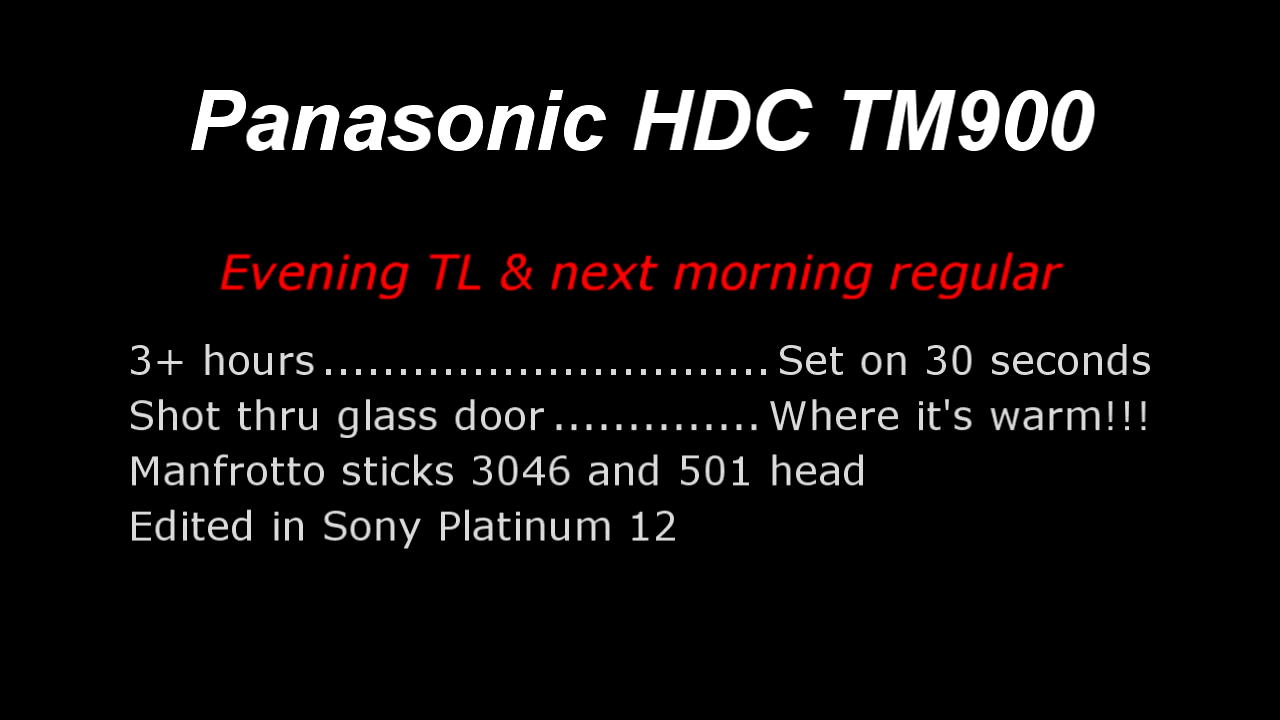 Panasonic HDC TM900
Evening TL & next morning regular
3+ hours .............................. Set on 30 seconds
Shot thru glass door .............. Where it's warm!!!
Manfrotto sticks 3046 and 501 head
Edited in Sony Platinum 12